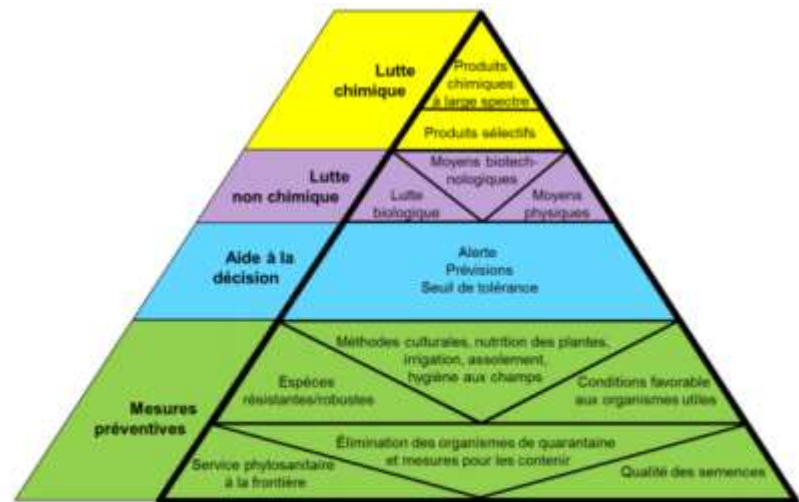 Lutte
chimique
Produits
chimiques
à large spectre
Produits sélectifs
Lutte
non chimique
Moyens biotech-
nologiques
Lutte
biologique
Moyens
physiques
Aide à la
décision
Alerte
Prévisions
Seuil de tolérance
Mesures
préventives
Méthodes culturales, nutrition des plantes,
irrigation, assolement,
hygiène aux champs
Espèces
résistantes/robustes
Conditions favorable
aux organismes utiles
Élimination des organismes de quarantaine
et mesures pour les contenir
Service phytosanitaire
à la frontière
Qualité des semences